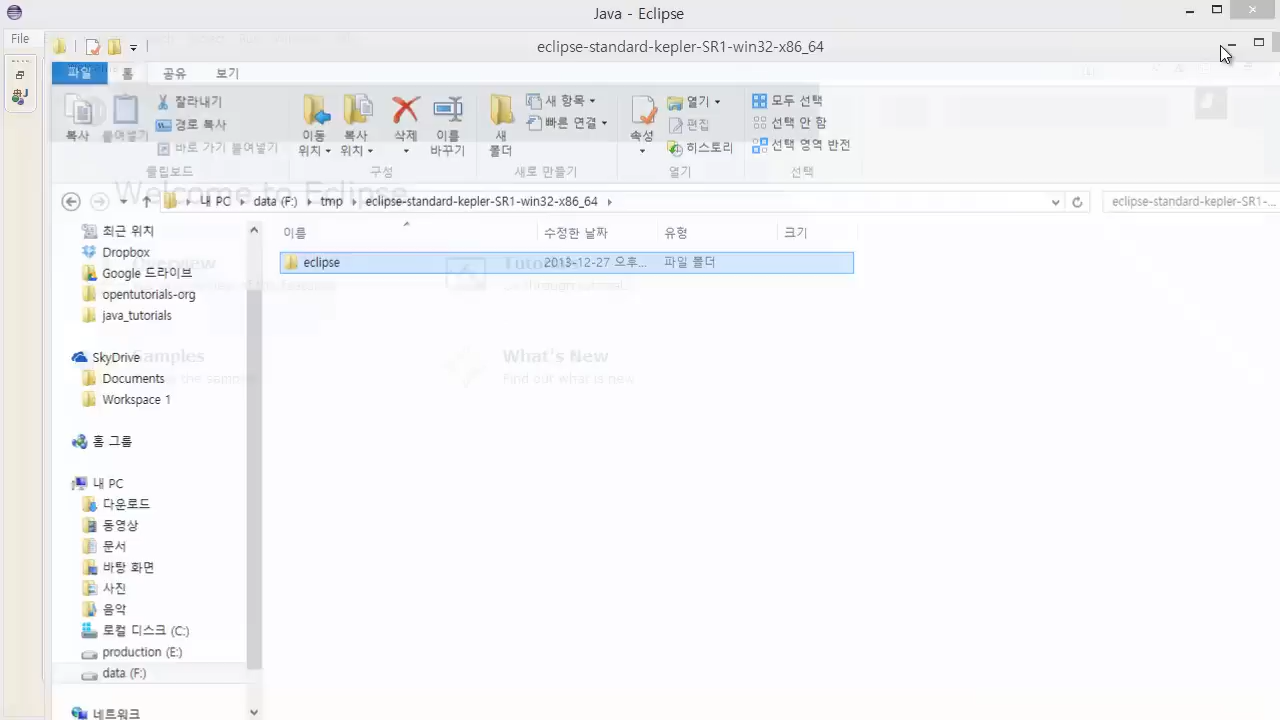 Java - Eclipse
File
eclipse-standard-kepler-SR1-win32-x86_64
파일 홈 공유 보기
복사 붙여넣기 잘라내기 경로 복사 바로 가기 붙여넣기
클립보드
이동 위치 복사 위치 삭제 이름 바꾸기
구성
새 폴더 새 항목 빠른 연결
새로 만들기
속성 열기 편집 히스토리
열기
모두 선택
선택 안 함
선택 영역 반전
선택
Welcome to Eclipse
내 PC data (F:) tmp eclipse-standard-kepler-SR1-win32-x86_64
eclipse-standard-kepler-SR1-...
이름 수정한 날짜 유형 크기
eclipse 2013-12-27 오후... 파일 폴더
Overview
Samples
What's New
Find out what is new
최근 위치
Dropbox
Google 드라이브
opentutorials-org
java_tutorials
SkyDrive
Documents
Workspace 1
홈 그룹
내 PC
다운로드
동영상
문서
바탕 화면
사진
음악
로컬 디스크 (C:)
production (E:)
data (F:)
네트워크